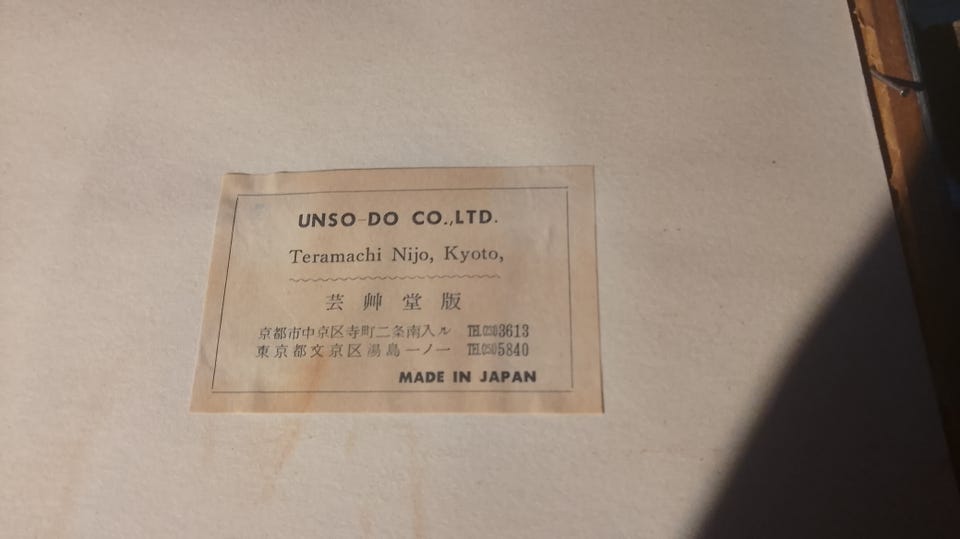 UNSO-DO CO.,LTD.
Teramachi Nijo, Kyoto,
芸艸堂版
京都市中京区寺町二条南入ル TEL 3613
東京都文京区湯島一ノ一 TEL 5840
MADE IN JAPAN